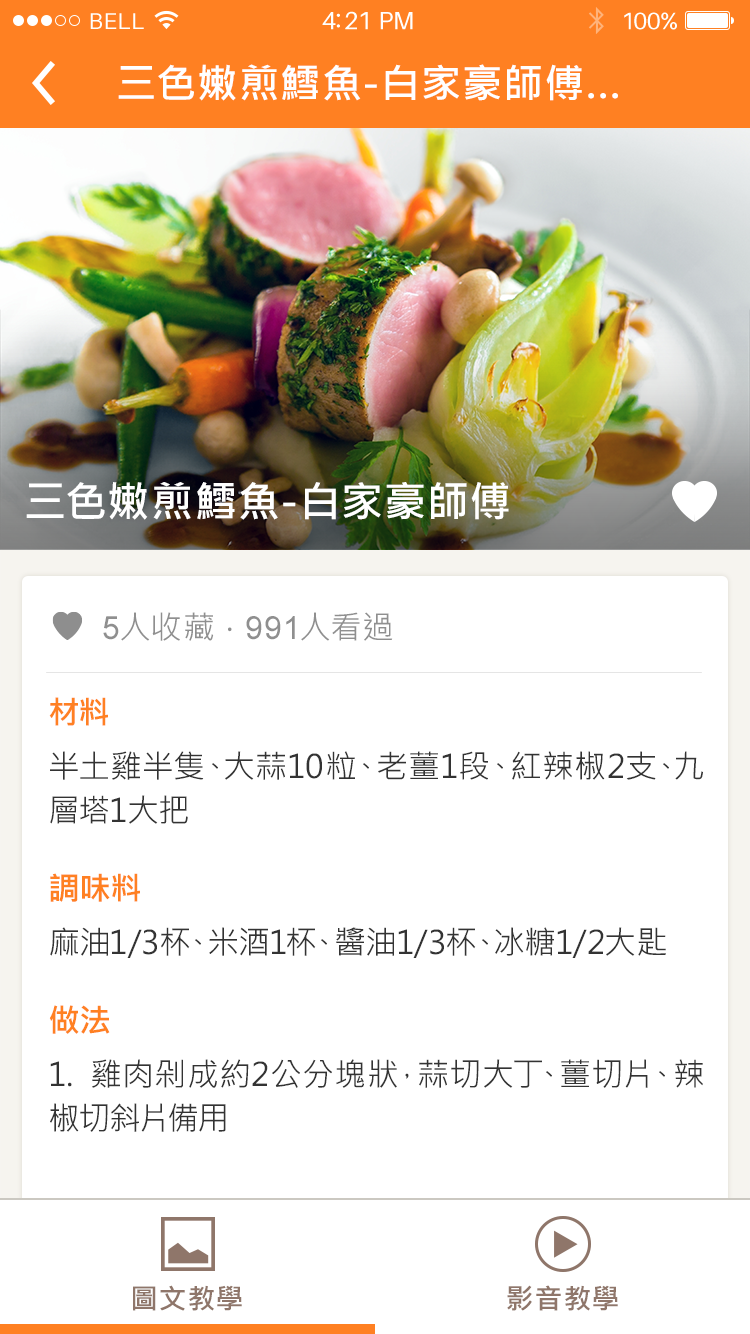 BELL 4:21 PM 100%
三色嫩煎鱈魚-白家豪師傅...
三色嫩煎鱈魚-白家豪師傅
5人收藏·991人看過
材料
半土雞半隻、大蒜10粒、老薑1段、紅辣椒2支、九
層塔1大把
調味料
麻油1/3杯、米酒1杯、醬油1/3杯、冰糖1/2大匙
做法
1. 雞肉剁成約2公分塊狀,蒜切大丁、薑切片、辣
椒切斜片備用
圖文教學
影音教學